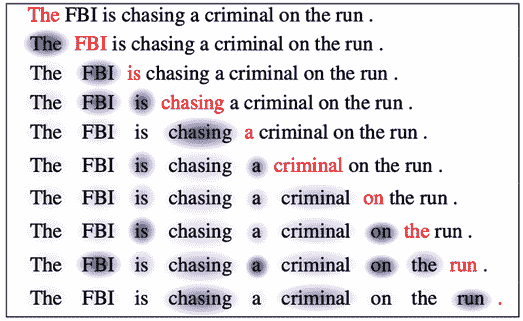 The FBI is chasing a criminal on the run .
The FBI is chasing a criminal on the run .
The FBI is chasing a criminal on the run .
The FBI is chasing a criminal on the run .
The FBI is chasing a criminal on the run .
The FBI is chasing a criminal on the run .
The FBI is chasing a criminal on the run .
The FBI is chasing a criminal on the run .
The FBI is chasing a criminal on the run .
The FBI is chasing a criminal on the run .